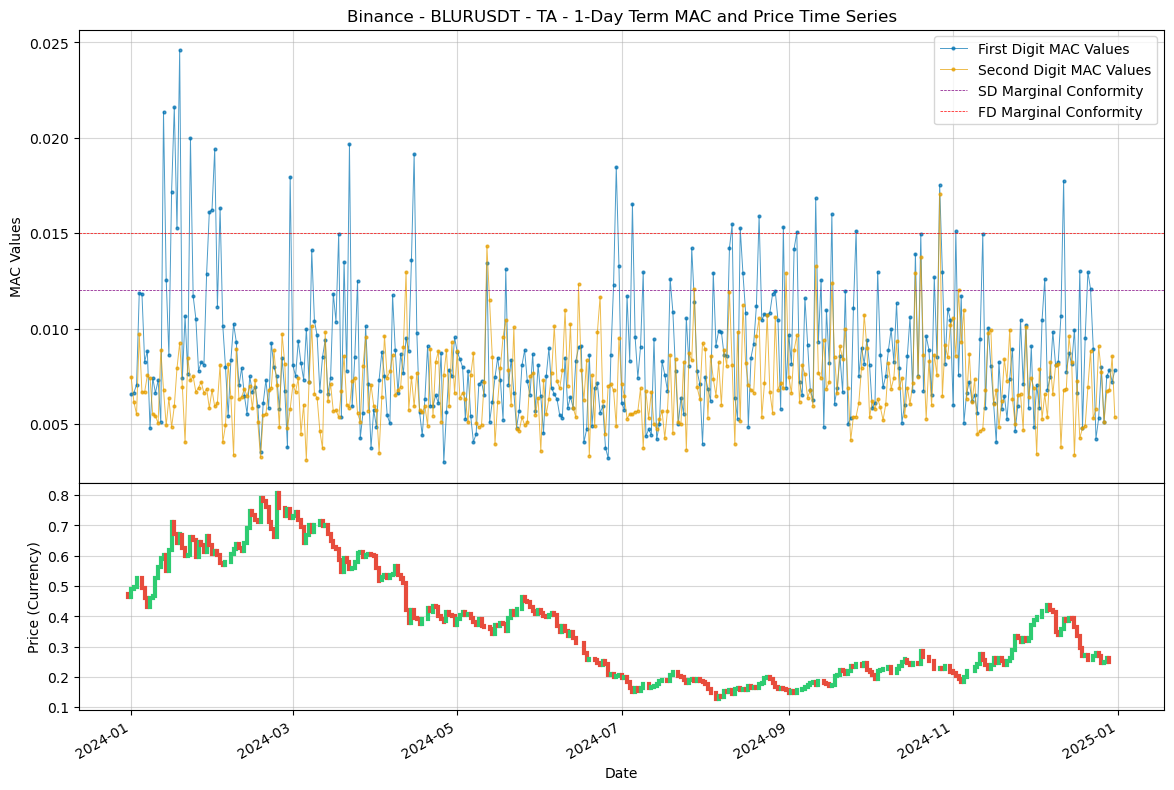 Binance - BLURUSDT - TA - 1-Day Term MAC and Price Time Series
First Digit MAC Values
Second Digit MAC Values
SD Marginal Conformity
FD Marginal Conformity
MAC Values
0.025
0.020
0.015
0.010
0.005
Price (Currency)
0.8
0.7
0.6
0.5
0.4
0.3
0.2
0.1
2024-01
2024-03
2024-05
2024-07
2024-09
2024-11
2025-01
Date